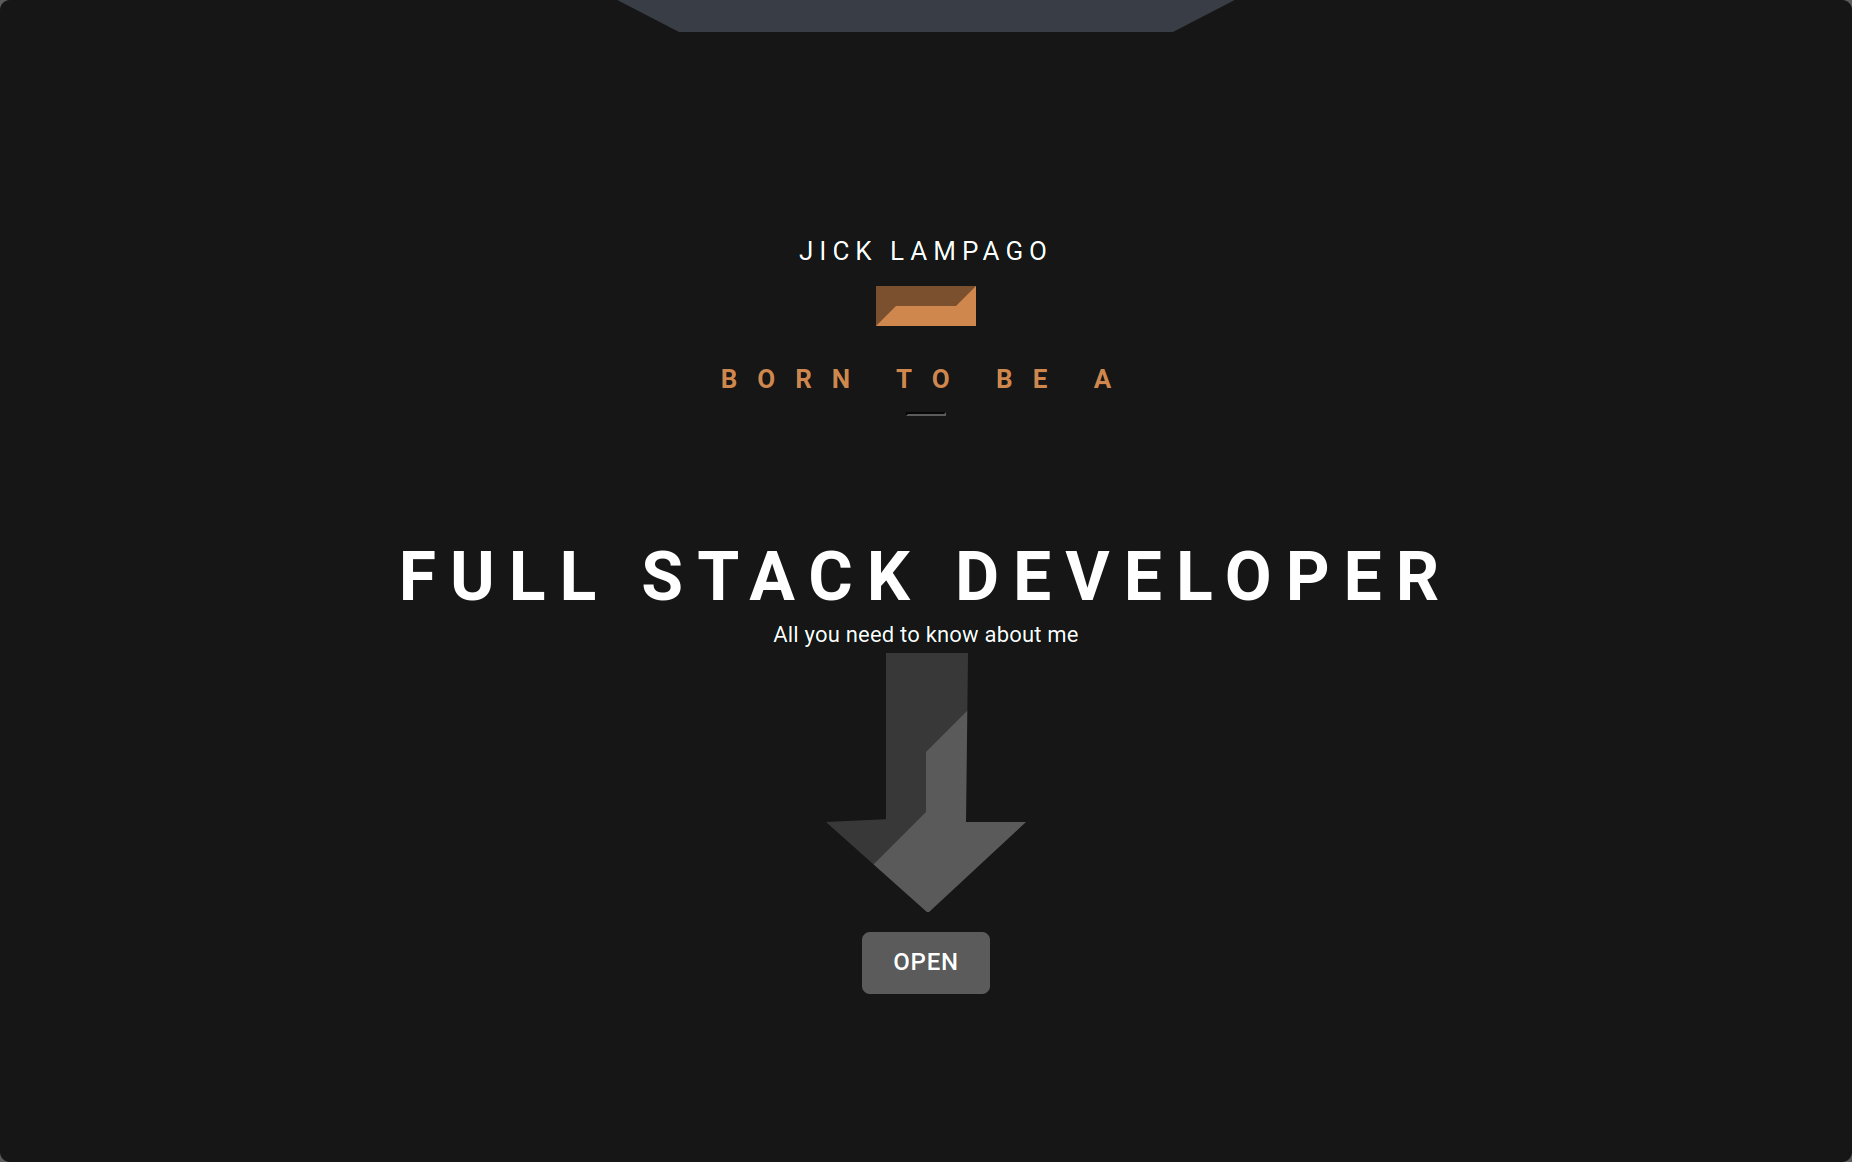 JICK LAMPAGO
BORN TO BE A
FULL STACK DEVELOPER
All you need to know about me
OPEN